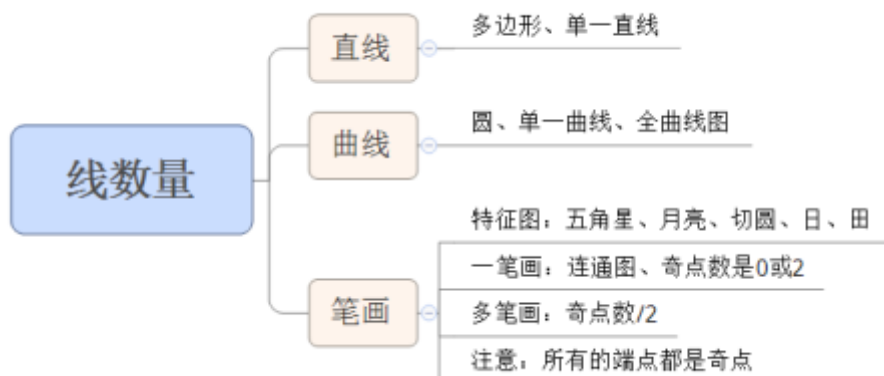 线数量
直线
多边形、单一直线
曲线
圆、单一曲线、全曲线图
笔画
特征图：五角星、月亮、切圆、日、田
一笔画：连通图、奇点数是0或2
多笔画：奇点数/2
注意：所有的端点都是奇点